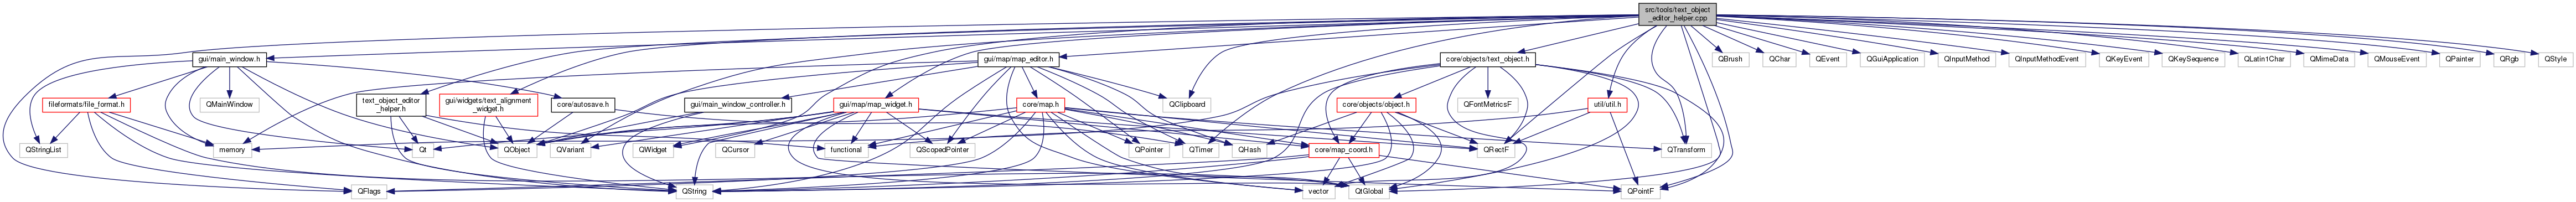 src/tools/text_object
_editor_helper.cpp
gui/main_window.h
gui/map/map_editor.h
core/objects/text_object.h
QBrush
QChar
QEvent
QGuiApplication
QInputMethod
QInputMethodEvent
QKeyEvent
QKeySequence
QLatin1Char
QMimeData
QMouseEvent
QPainter
QRgb
QStyle
fileformats/file_format.h
QMainWindow
text_object_editor
_helper.h
gui/widgets/text_alignment
_widget.h
core/autosave.h
gui/main_window_controller.h
gui/map/map_widget.h
core/map.h
QClipboard
core/objects/object.h
QFontMetricsF
util/util.h
QStringList
memory
Qt
QObject
QVariant
QWidget
QCursor
functional
QScopedPointer
QPointer
QTimer
QHash
core/map_coord.h
QRectF
QTransform
QFlags
QString
vector
QtGlobal
QPointF